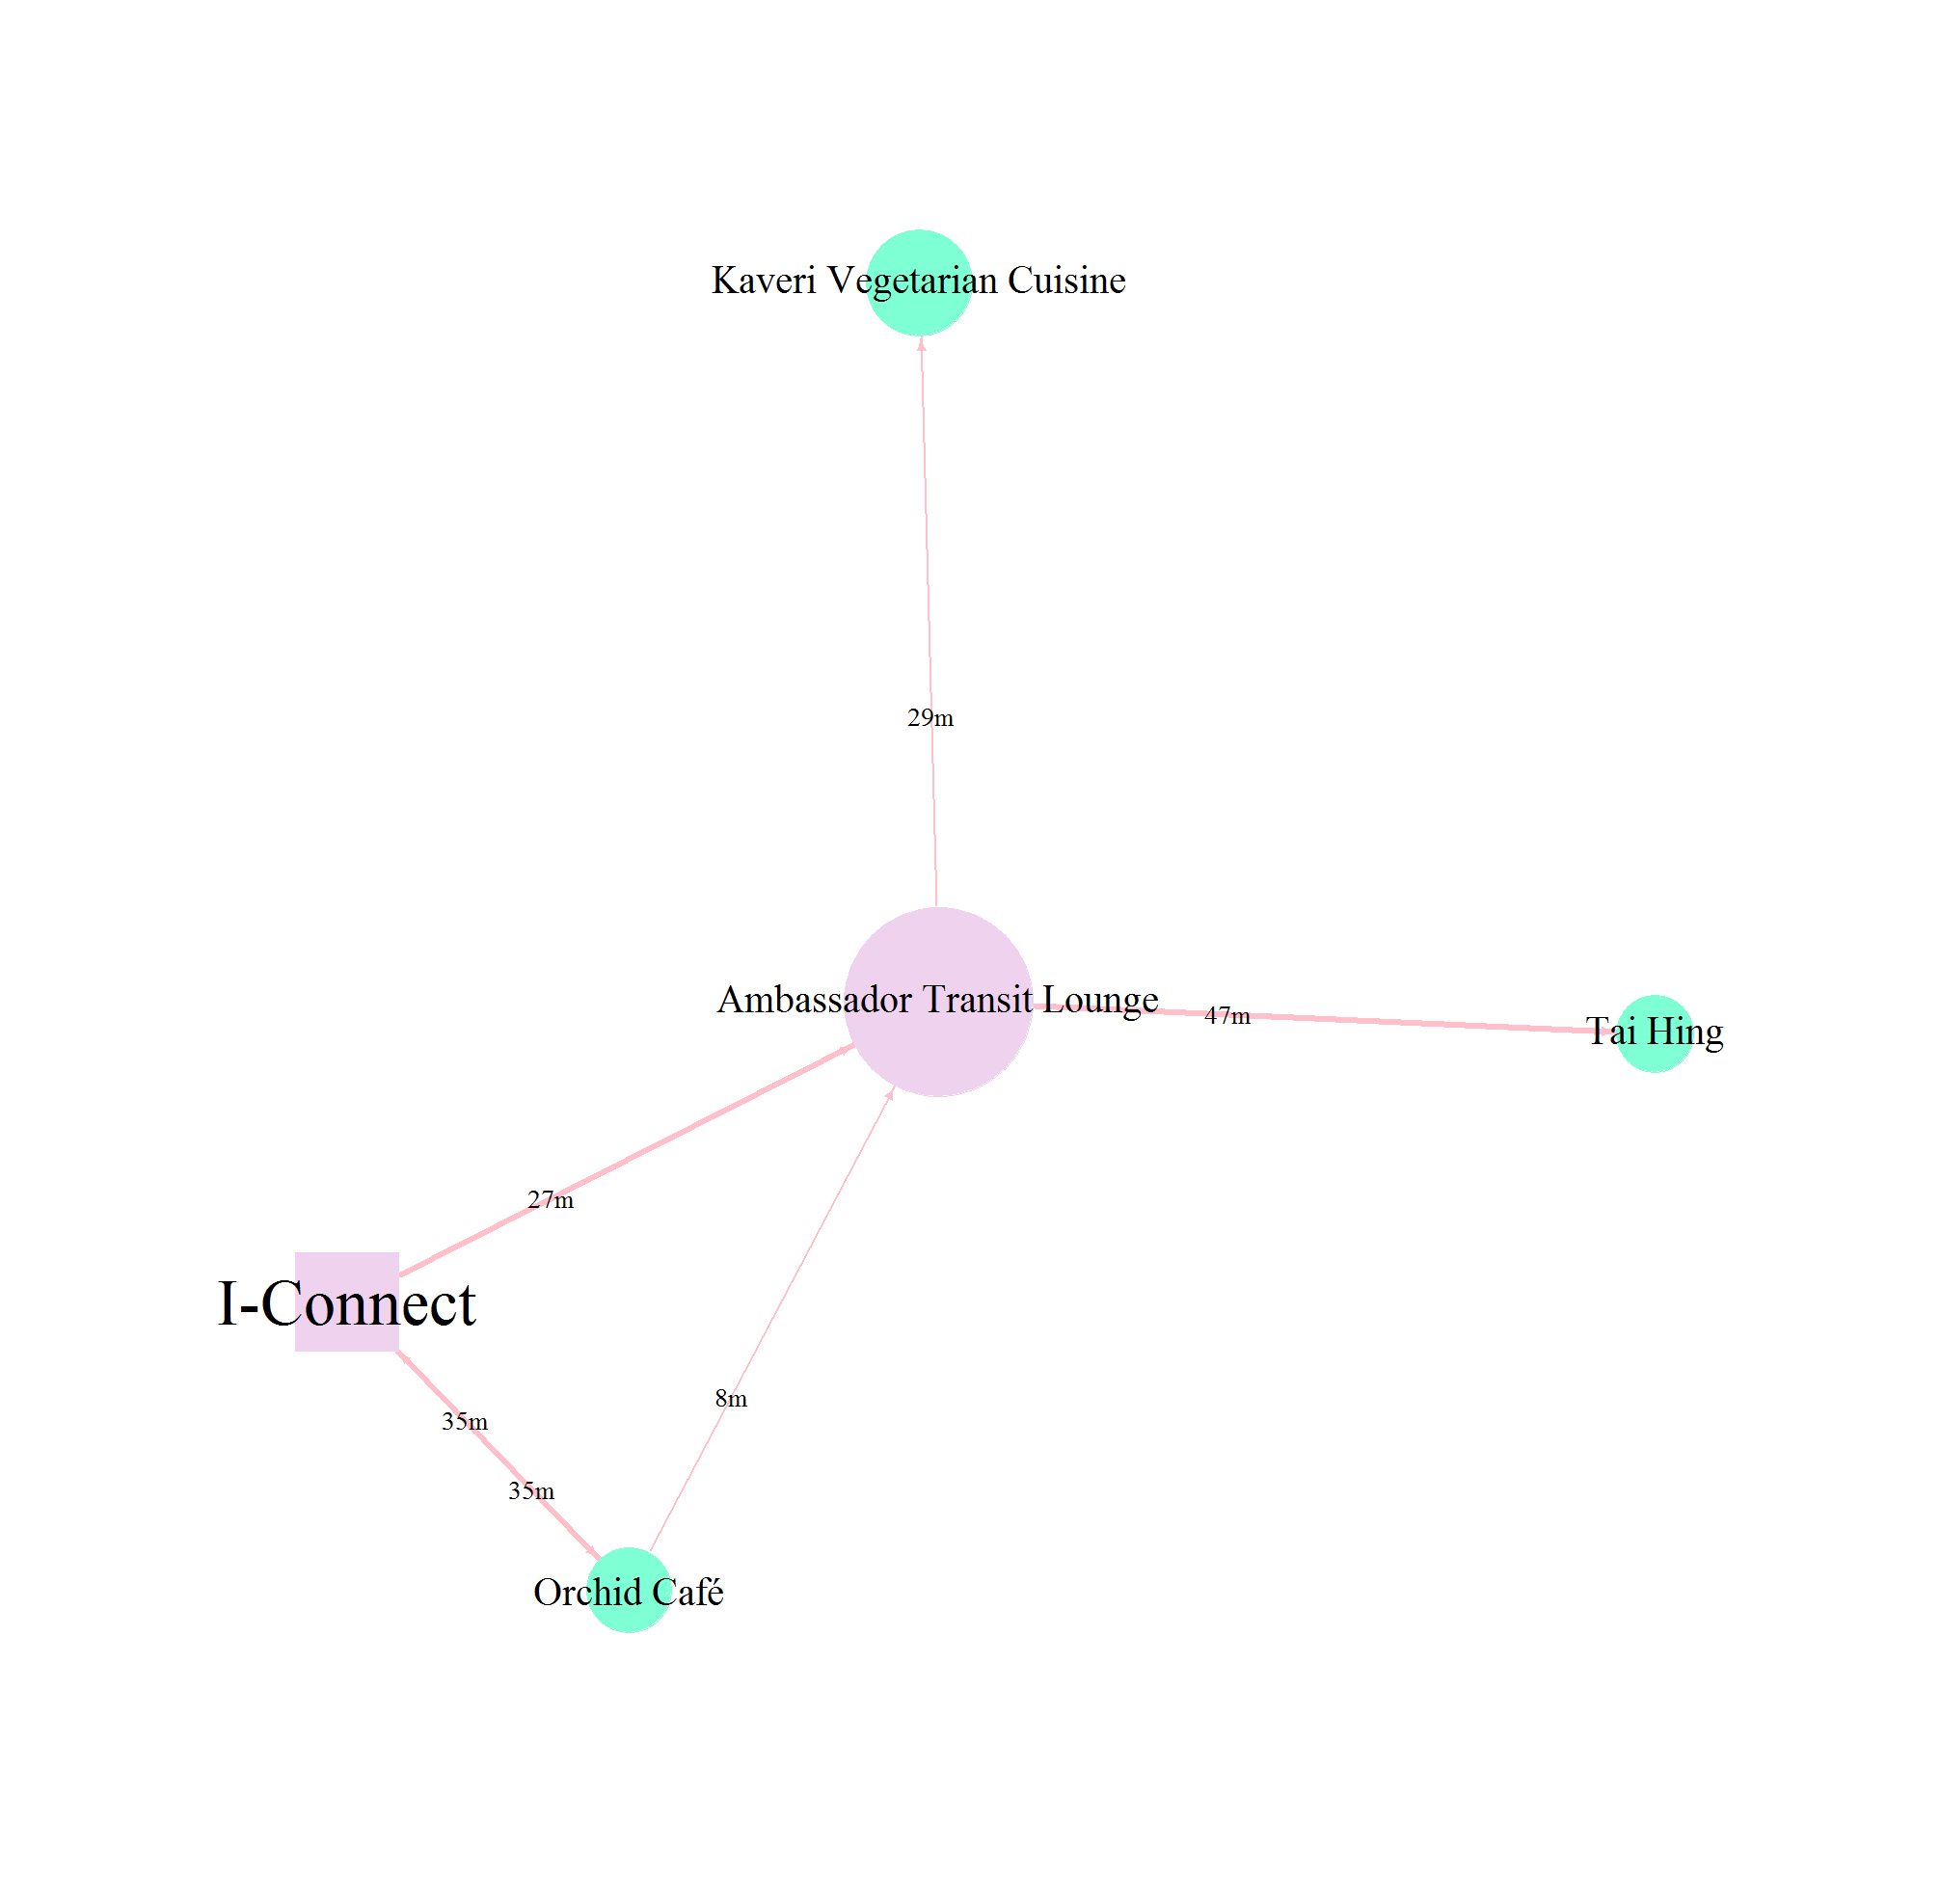 Kaveri Vegetarian Cuisine
29m
Ambassador Transit Lounge
47m
Tai Hing
27m
I-Connect
8m
35m
35m
Orchid Café